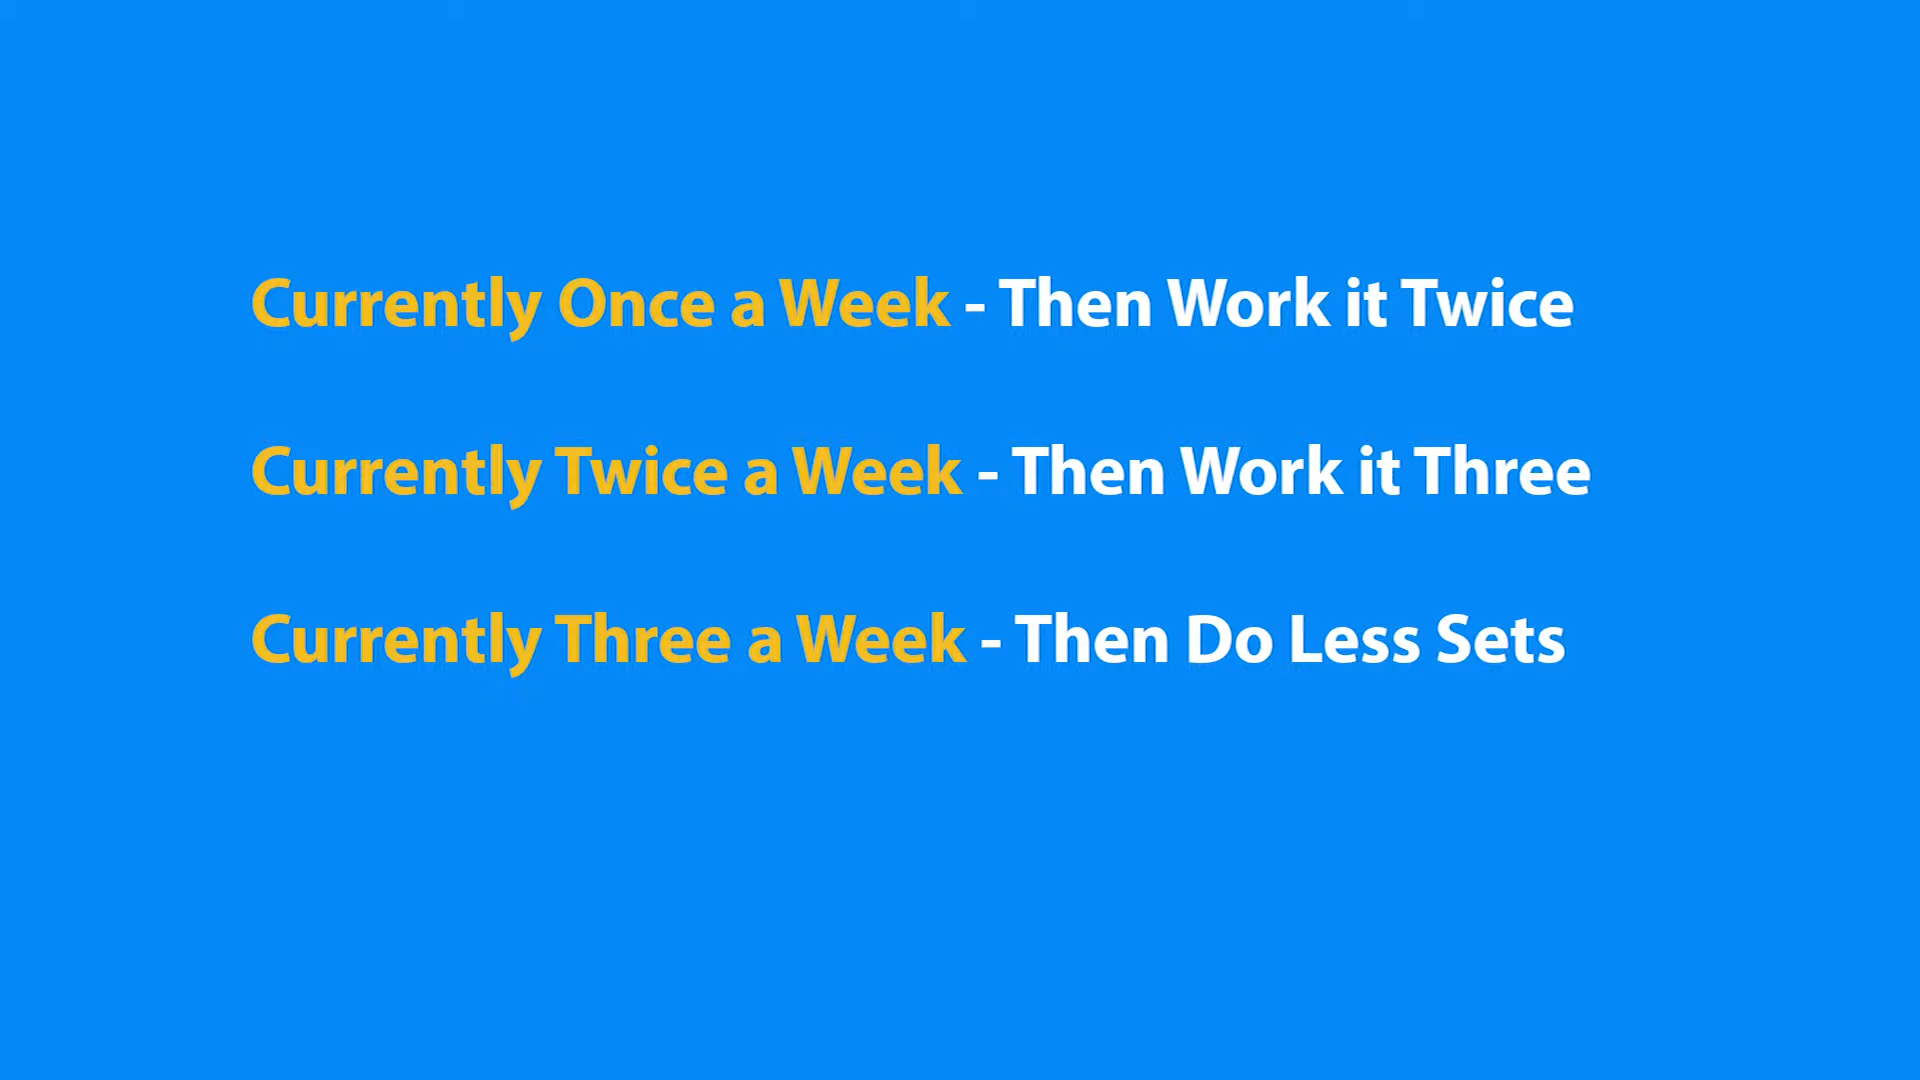 Currently Once a Week - Then Work it Twice
Currently Twice a Week - Then Work it Three
Currently Three a Week - Then Do Less Sets